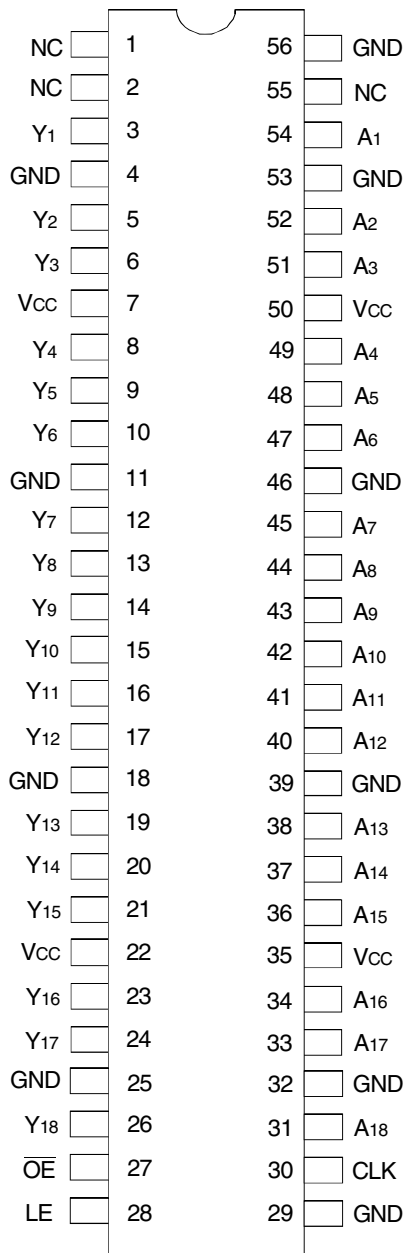 NC 1 56 GND
NC 2 55 NC
Y1 3 54 A1
GND 4 53 GND
Y2 5 52 A2
Y3 6 51 A3
VCC 7 50 VCC
Y4 8 49 A4
Y5 9 48 A5
Y6 10 47 A6
GND 11 46 GND
Y7 12 45 A7
Y8 13 44 A8
Y9 14 43 A9
Y10 15 42 A10
Y11 16 41 A11
Y12 17 40 A12
GND 18 39 GND
Y13 19 38 A13
Y14 20 37 A14
Y15 21 36 A15
VCC 22 35 VCC
Y16 23 34 A16
Y17 24 33 A17
GND 25 32 GND
Y18 26 31 A18
O̅E̅ 27 30 CLK
LE 28 29 GND